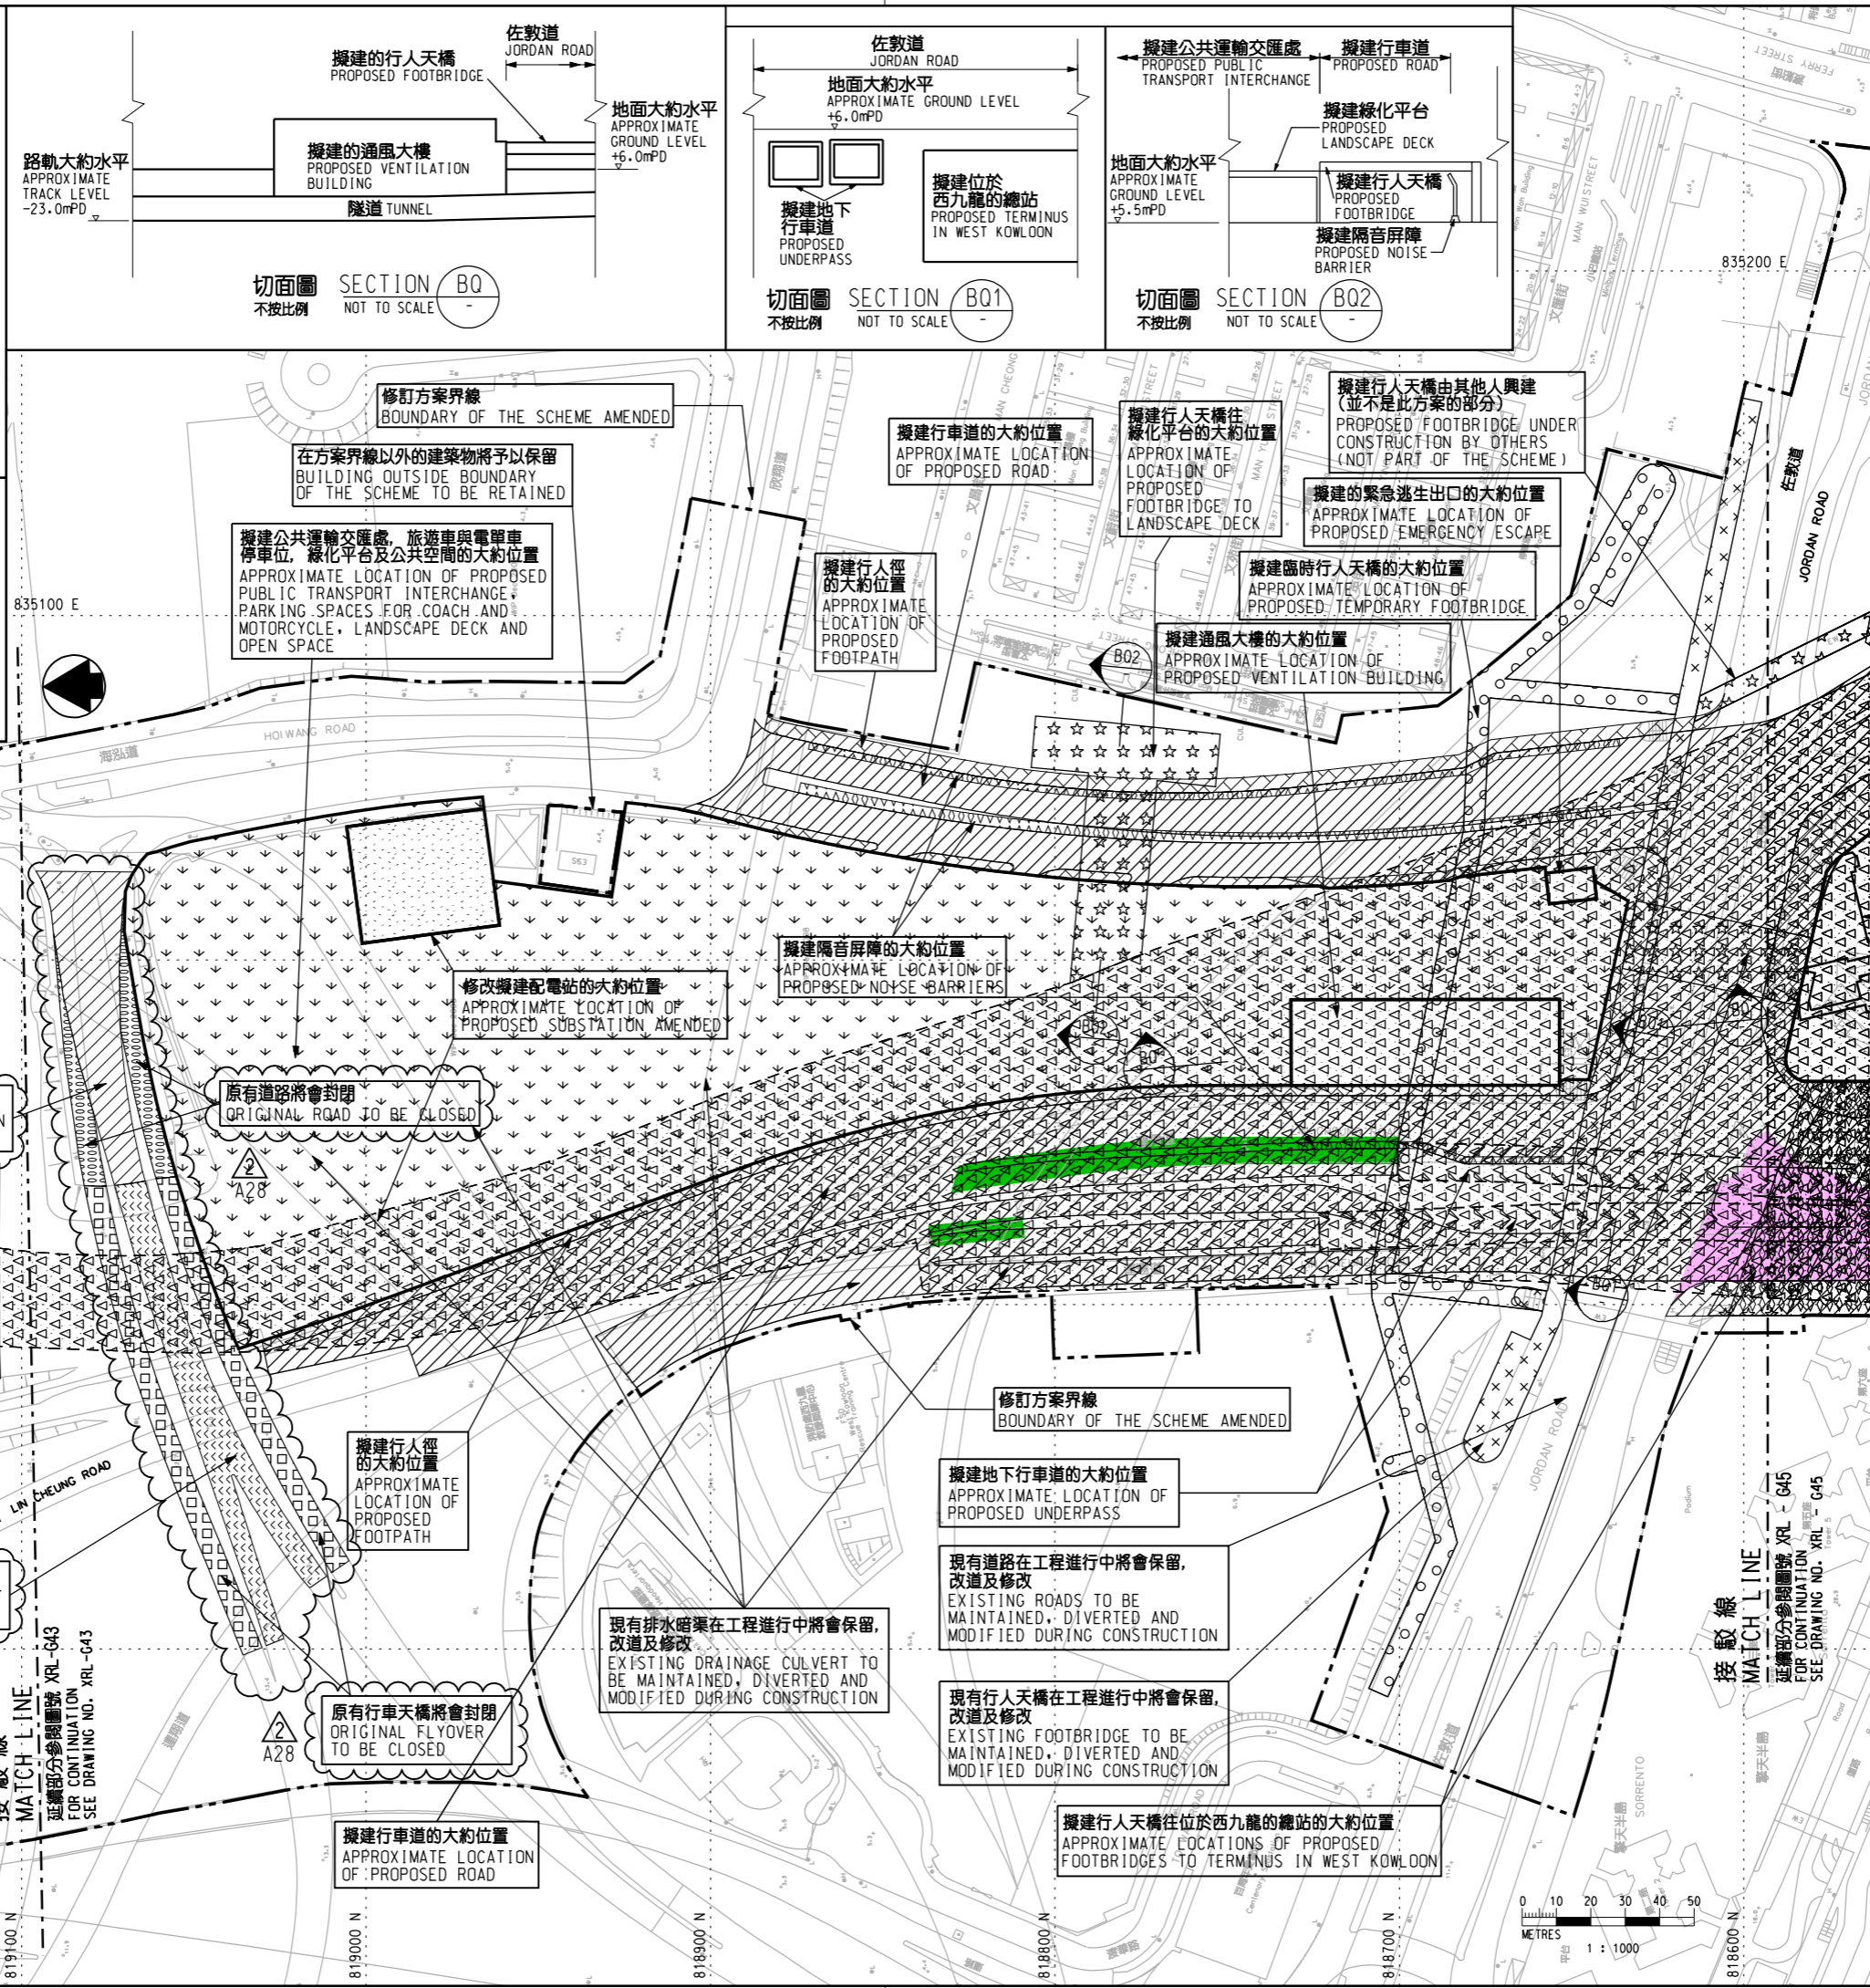 佐敦道
JORDAN ROAD
擬建的行人天橋
PROPOSED FOOTBRIDGE
地面大約水平
APPROXIMATE
GROUND LEVEL
+6.0mPD
路軌大約水平
APPROXIMATE
TRACK LEVEL
-23.0mPD
擬建的通風大樓
PROPOSED VENTILATION
BUILDING
隧道 TUNNEL
切面圖 SECTION BQ
不按比例 NOT TO SCALE -
佐敦道
JORDAN ROAD
地面大約水平
APPROXIMATE GROUND LEVEL
+6.0mPD
擬建地下
行車道
PROPOSED
UNDERPASS
擬建位於
西九龍的總站
PROPOSED TERMINUS
IN WEST KOWLOON
切面圖 SECTION BQ1
不按比例 NOT TO SCALE -
擬建公共運輸交匯處
PROPOSED PUBLIC
TRANSPORT INTERCHANGE
擬建行車道
PROPOSED ROAD
擬建綠化平台
PROPOSED
LANDSCAPE DECK
地面大約水平
APPROXIMATE
GROUND LEVEL
+5.5mPD
擬建行人天橋
PROPOSED
FOOTBRIDGE
擬建隔音屏障
PROPOSED NOISE
BARRIER
切面圖 SECTION BQ2
不按比例 NOT TO SCALE -
FERRY STREET
MAN WUI STREET
文匯街
835200 E
修訂方案界線
BOUNDARY OF THE SCHEME AMENDED
在方案界線以外的建築物將予以保留
BUILDING OUTSIDE BOUNDARY
OF THE SCHEME TO BE RETAINED
擬建公共運輸交匯處, 旅遊車與電單車
停車位, 綠化平台及公共空間的大約位置
APPROXIMATE LOCATION OF PROPOSED
PUBLIC TRANSPORT INTERCHANGE,
PARKING SPACES FOR COACH AND
MOTORCYCLE, LANDSCAPE DECK AND
OPEN SPACE
欣翔道
擬建行車道的大約位置
APPROXIMATE LOCATION
OF PROPOSED ROAD
擬建行人天橋往
綠化平台的大約位置
APPROXIMATE
LOCATION OF
PROPOSED
FOOTBRIDGE TO
LANDSCAPE DECK
擬建行人天橋由其他人興建
(並不是此方案的部分)
PROPOSED FOOTBRIDGE UNDER
CONSTRUCTION BY OTHERS
(NOT PART OF THE SCHEME)
擬建的緊急逃生出口的大約位置
APPROXIMATE LOCATION OF
PROPOSED EMERGENCY ESCAPE
擬建行人徑
的大約位置
APPROXIMATE
LOCATION OF
PROPOSED
FOOTPATH
擬建臨時行人天橋的大約位置
APPROXIMATE LOCATION OF
PROPOSED TEMPORARY FOOTBRIDGE
擬建通風大樓的大約位置
APPROXIMATE LOCATION OF
PROPOSED VENTILATION BUILDING
佐敦道
JORDAN ROAD
835100 E
BQ2
海泓道
HOI WANG ROAD
擬建隔音屏障的大約位置
APPROXIMATE LOCATION OF
PROPOSED NOISE BARRIERS
修改擬建配電站的大約位置
APPROXIMATE LOCATION OF
PROPOSED SUBSTATION AMENDED
BQ2
BQ
原有道路將會封閉
ORIGINAL ROAD TO BE CLOSED
2
A28
BQ1
修訂方案界線
BOUNDARY OF THE SCHEME AMENDED
擬建行人徑
的大約位置
APPROXIMATE
LOCATION OF
PROPOSED
FOOTPATH
LIN CHEUNG ROAD
擬建地下行車道的大約位置
APPROXIMATE LOCATION OF
PROPOSED UNDERPASS
JORDAN ROAD
現有道路在工程進行中將會保留,
改道及修改
EXISTING ROADS TO BE
MAINTAINED, DIVERTED AND
MODIFIED DURING CONSTRUCTION
現有排水暗渠在工程進行中將會保留,
改道及修改
EXISTING DRAINAGE CULVERT TO
BE MAINTAINED, DIVERTED AND
MODIFIED DURING CONSTRUCTION
現有行人天橋在工程進行中將會保留,
改道及修改
EXISTING FOOTBRIDGE TO BE
MAINTAINED, DIVERTED AND
MODIFIED DURING CONSTRUCTION
原有行車天橋將會封閉
ORIGINAL FLYOVER
TO BE CLOSED
2
A28
擬建行車道的大約位置
APPROXIMATE LOCATION
OF PROPOSED ROAD
擬建行人天橋往位於西九龍的總站的大約位置
APPROXIMATE LOCATIONS OF PROPOSED
FOOTBRIDGES TO TERMINUS IN WEST KOWLOON
佐敦道
SORRENTO
擎天半島
MATCH LINE
延續部分參閱圖號 XRL-G43
FOR CONTINUATION
SEE DRAWING NO. XRL-G43
接駁線
MATCH LINE
延續部分參閱圖號 XRL - G45
FOR CONTINUATION
SEE DRAWING NO. XRL - G45
0 10 20 30 40 50
METRES
1 : 1000
819100 N
819000 N
818900 N
818800 N
818700 N
818600 N